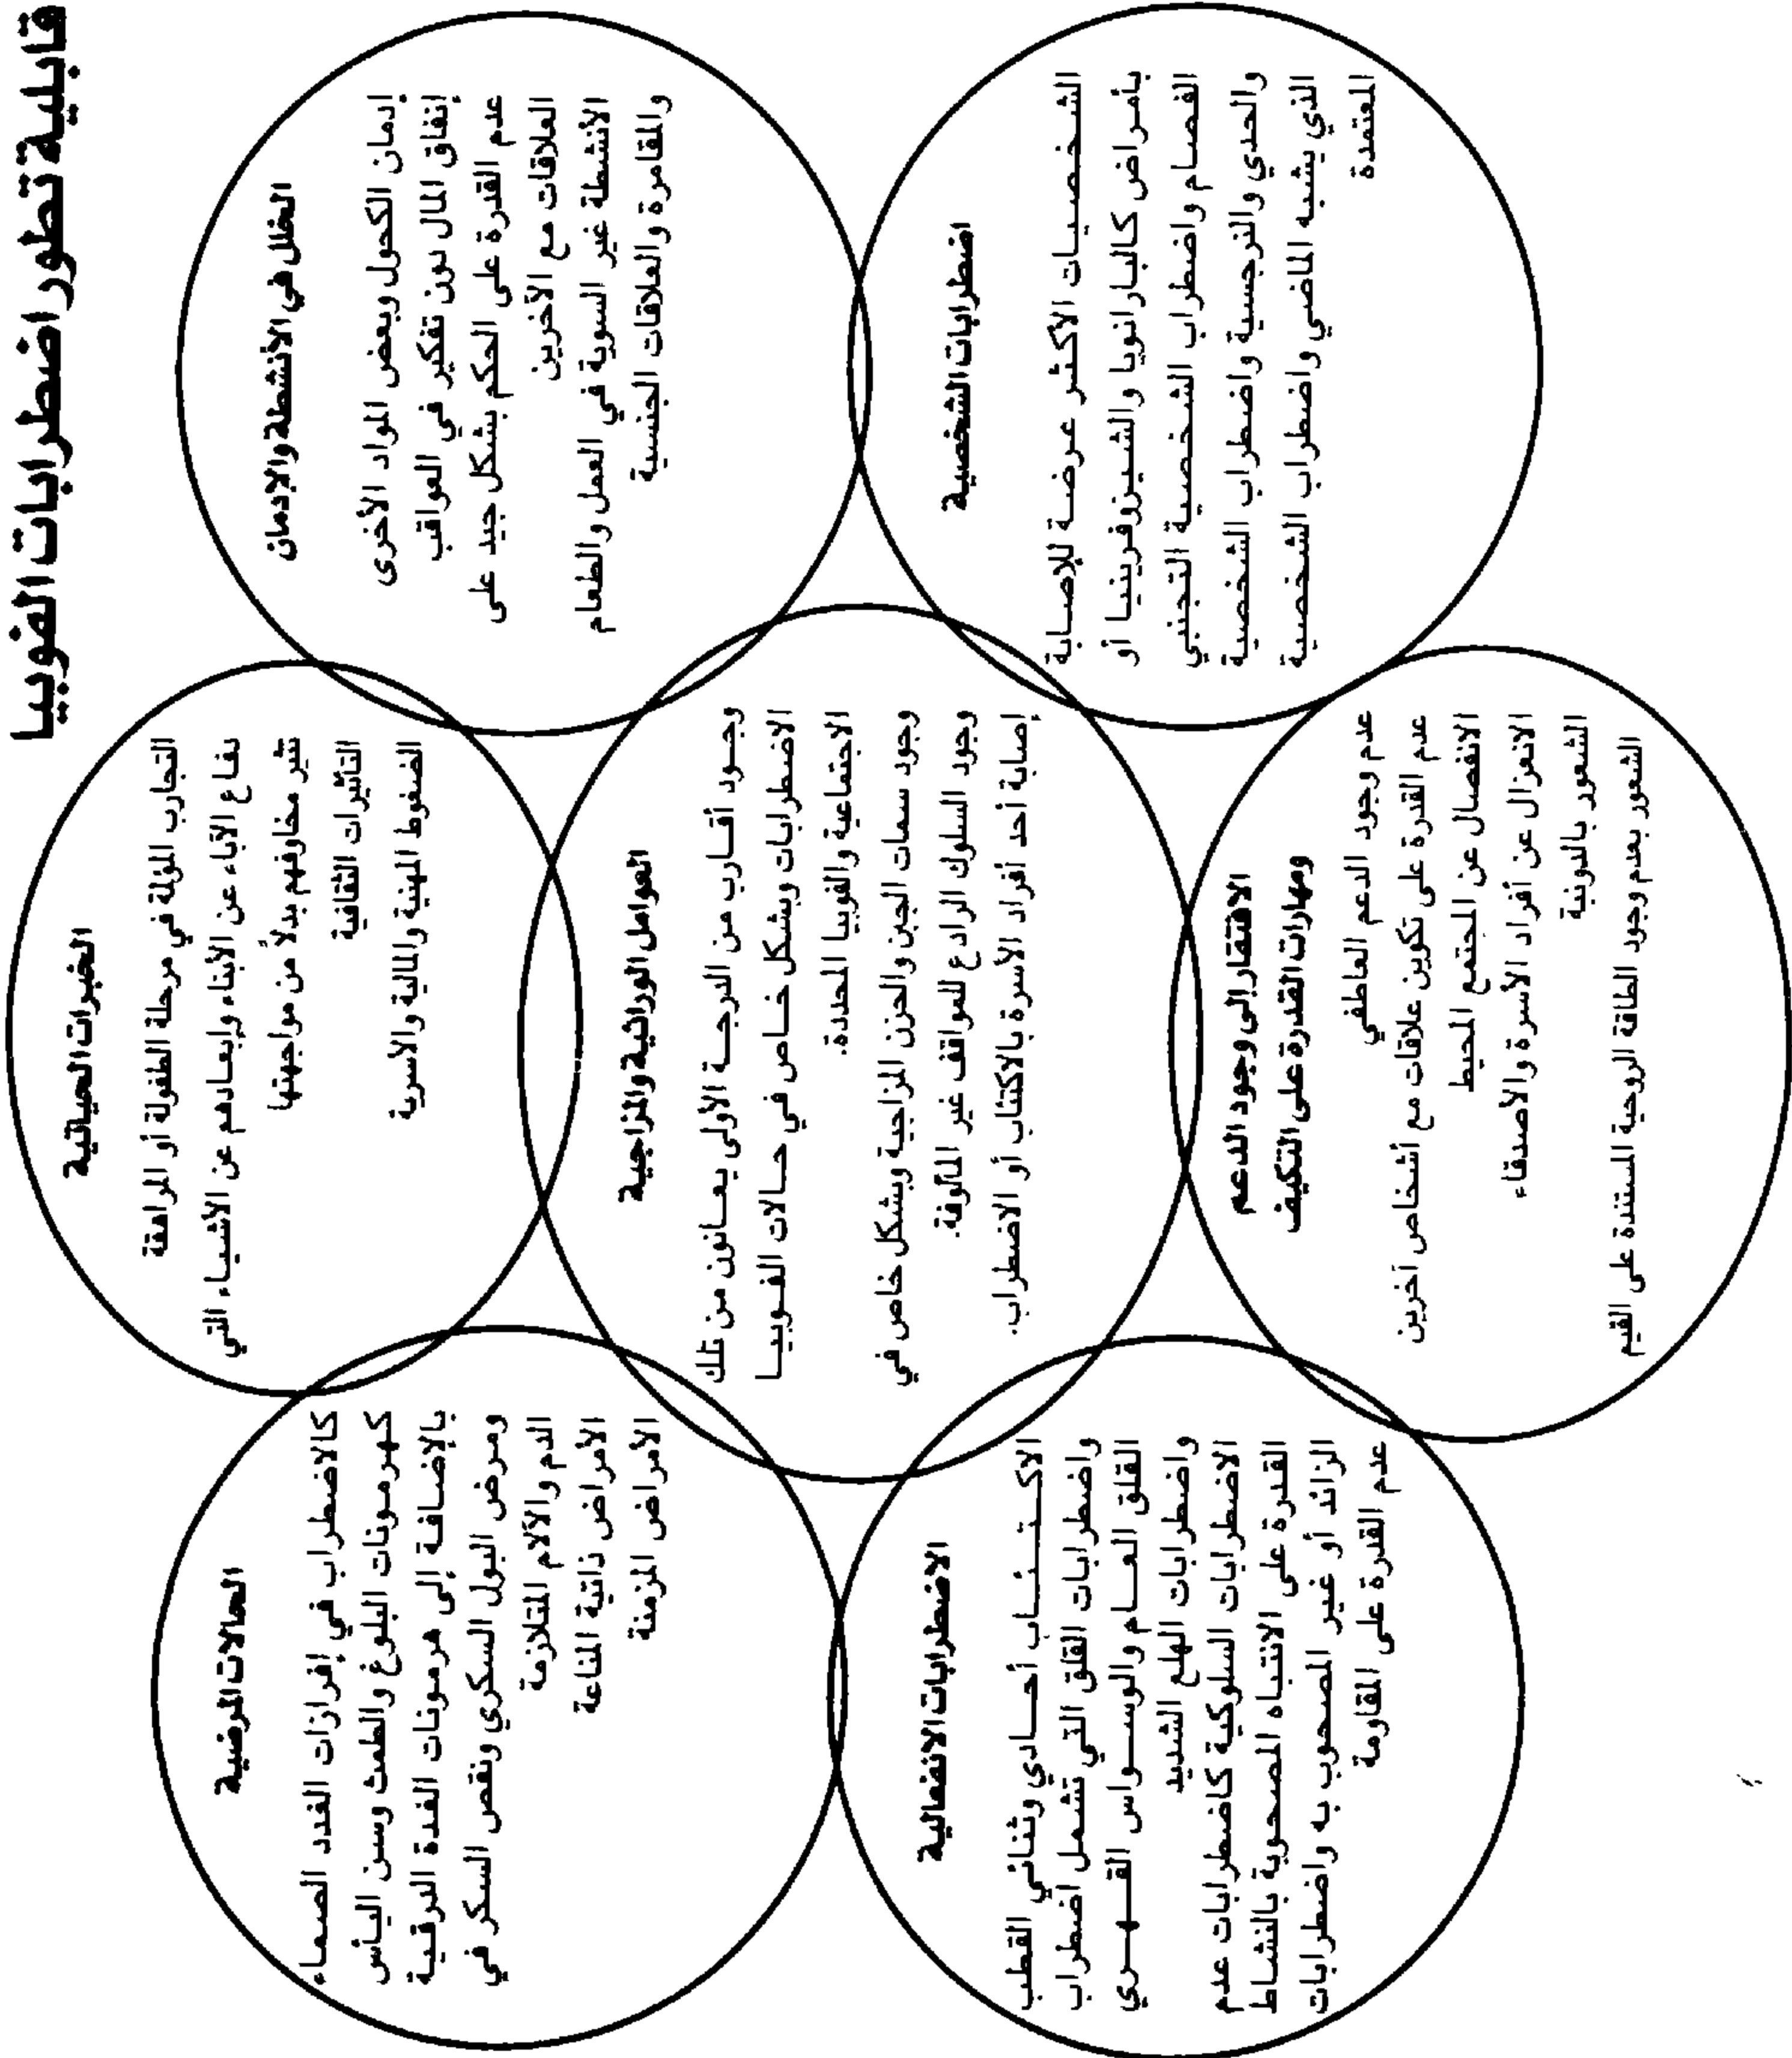 قابلية تطور اضطرابات الفوبيا
الخلل في الأنشطة والإدمان
إدمان الكحول وبعض المواد الأخرى
إنفاق المال دون تفكير في العواقب
عدم القدرة على الحكم بشكل جيد على
العلاقات مع الآخرين
الأنشطة غير السوية في العمل والطعام
والمقامرة والعلاقات الجنسية
الخبرات الحياتية
التجارب المؤلمة في مرحلة الطفولة أو المراهقة
دفاع الآباء عن الأبناء وإبعادهم عن الأشياء التي
تثير مخاوفهم بدلاً من مواجهتها
التأثيرات الثقافية
الضغوط المهنية والمالية والأسرية
الحالات المرضية
كالاضطراب في إفرازات الغدد الصماء
كهرمونات البلوغ والطمث وسن اليأس
بالإضافة إلى هرمونات الغدة الدرقية
ومرض البول السكري ونقص السكر في
الدم والآلام المتلازمة
الأمراض ذاتية المناعة
الأمراض المزمنة
العوامل الوراثية والمزاجية
وجود أقارب من الدرجة الأولى يعانون من تلك
الاضطرابات وبشكل خاص في حالات الفوبيا
الاجتماعية والفوبيا المحددة.
وجود سمات الجبن والحزن المزاجية وبشكل خاص في
وجود السلوك الرادع للمواقف غير المألوفة.
إصابة أحد أفراد الأسرة بالاكتئاب أو الاضطراب.
اضطرابات الشخصية
الشخصيات الأكثر عرضة للإصابة
بأمراض كالبارانويا والشيزوفرينيا أو
الفصام واضطراب الشخصية التجنبي
والحدي والنرجسية واضطراب الشخصية
الذي يشبه الماضي واضطراب الشخصية
المعتمدة
الافتقار إلى وجود الدعم
ومهارات القدرة على التكيف
عدم وجود الدعم العاطفي
عدم القدرة على تكوين علاقات مع أشخاص آخرين
الانفصال عن المجتمع المحيط
الانعزال عن أفراد الأسرة والأصدقاء
الشعور بالدونية
الشعور بعدم وجود الطاقة الروحية المستندة على القيم
الاضطرابات الانفعالية
الاكتئاب أحادي وثنائي القطب
واضطرابات القلق التي تشمل اضطراب
القلق العام والوسواس القهري
واضطرابات الهلع الشديد
الاضطرابات السلوكية كاضطرابات عدم
القدرة على الانتباه المصحوبة بالنشاط
الزائد أو غير المصحوب به واضطرابات
عدم القدرة على المقاومة